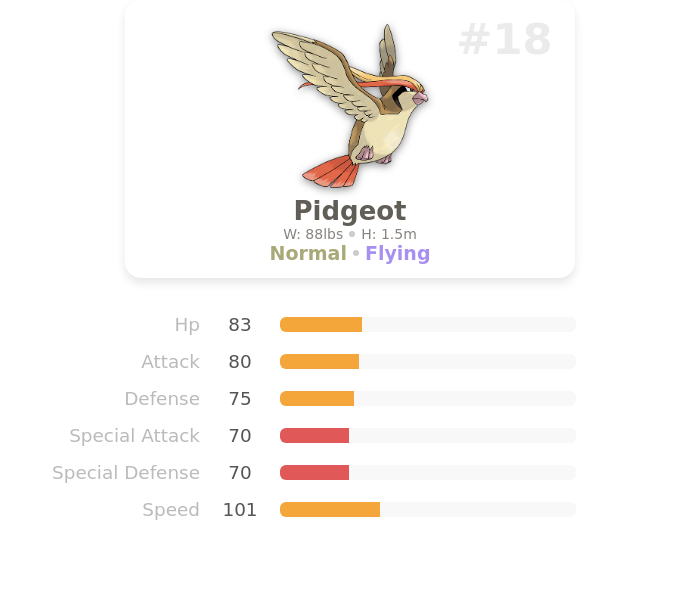 #18
Pidgeot
W: 88lbs • H: 1.5m
Normal • Flying
Hp 83
Attack 80
Defense 75
Special Attack 70
Special Defense 70
Speed 101